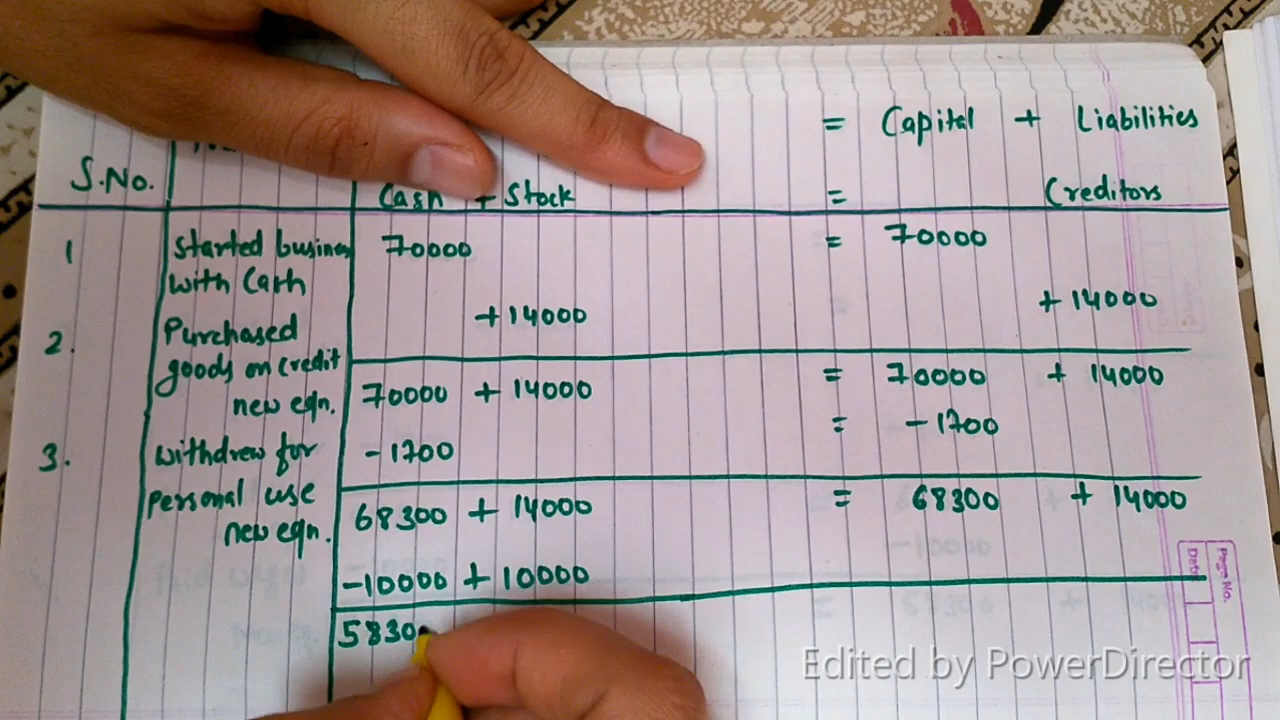 = Capital + Liabilities
S.No. Cash + Stock = Creditors
1 Started busines 70000 = 70000
with Cash
+14000 +14000
2. Purchased
goods on Credit
new eqn. 70000 + 14000 = 70000 + 14000
3. withdrew for -1700 = -1700
personal use
new eqn. 68300 + 14000 = 68300 + 14000
-10000 + 10000
5830
Page No.
Date
Edited by PowerDirector